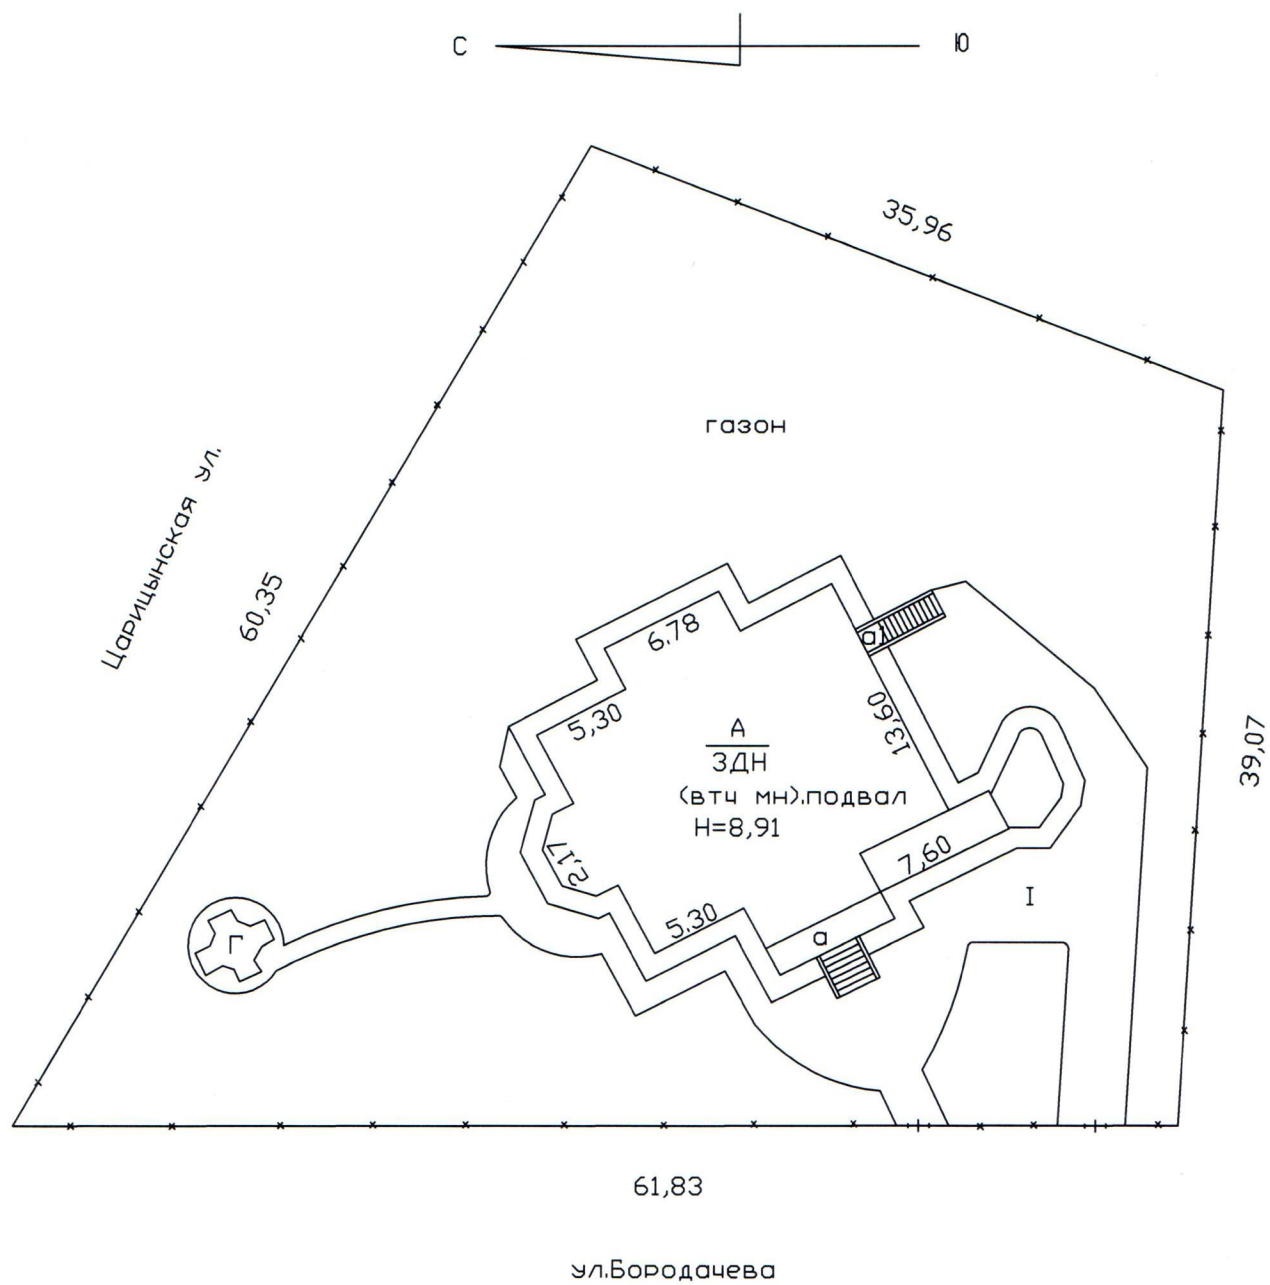 С Ю
35,96
газон
Царицынская ул.
60,35
6.78
а1
5,30
13,60
39,07
А
3ДН
(втч мн).подвал
Н=8,91
2,17
7,60
5,30
I
Г
а
61,83
ул.Бородачева